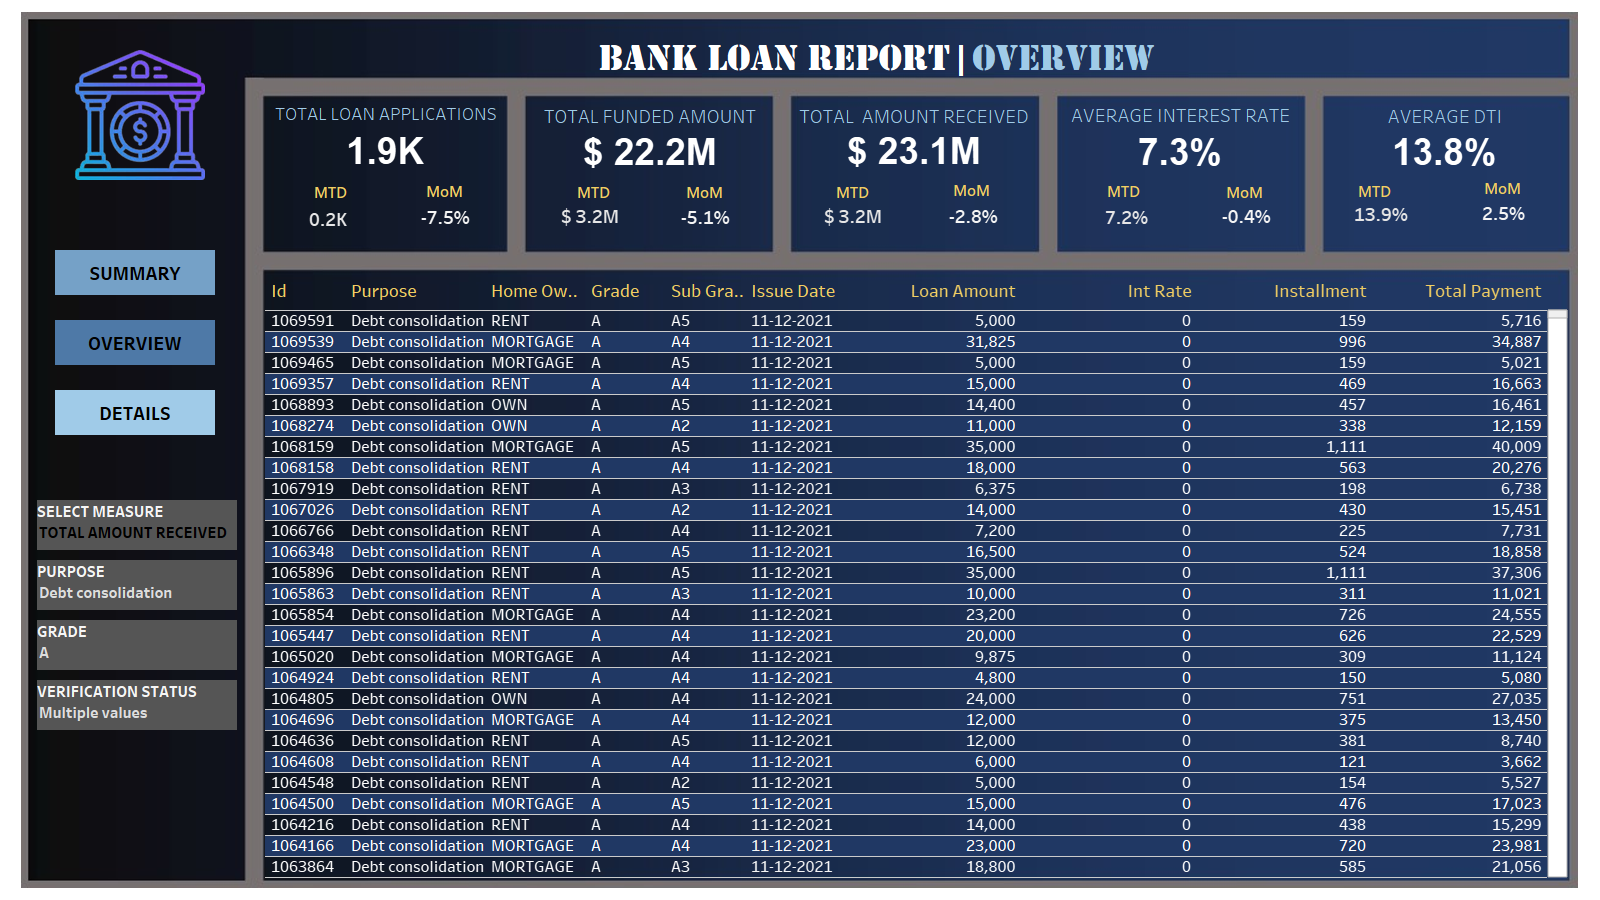 BANK LOAN REPORT | OVERVIEW
TOTAL LOAN APPLICATIONS
1.9K
MTD MoM
0.2K -7.5%
TOTAL FUNDED AMOUNT
$ 22.2M
MTD MoM
$ 3.2M -5.1%
TOTAL AMOUNT RECEIVED
$ 23.1M
MTD MoM
$ 3.2M -2.8%
AVERAGE INTEREST RATE
7.3%
MTD MoM
7.2% -0.4%
AVERAGE DTI
13.8%
MTD MoM
13.9% 2.5%
SUMMARY
OVERVIEW
DETAILS
SELECT MEASURE
TOTAL AMOUNT RECEIVED
PURPOSE
Debt consolidation
GRADE
A
VERIFICATION STATUS
Multiple values
Id Purpose Home Ow.. Grade Sub Gra.. Issue Date Loan Amount Int Rate Installment Total Payment
1069591 Debt consolidation RENT A A5 11-12-2021 5,000 0 159 5,716
1069539 Debt consolidation MORTGAGE A A4 11-12-2021 31,825 0 996 34,887
1069465 Debt consolidation MORTGAGE A A5 11-12-2021 5,000 0 159 5,021
1069357 Debt consolidation RENT A A4 11-12-2021 15,000 0 469 16,663
1068893 Debt consolidation OWN A A5 11-12-2021 14,400 0 457 16,461
1068274 Debt consolidation OWN A A2 11-12-2021 11,000 0 338 12,159
1068159 Debt consolidation MORTGAGE A A5 11-12-2021 35,000 0 1,111 40,009
1068158 Debt consolidation RENT A A4 11-12-2021 18,000 0 563 20,276
1067919 Debt consolidation RENT A A3 11-12-2021 6,375 0 198 6,738
1067026 Debt consolidation RENT A A2 11-12-2021 14,000 0 430 15,451
1066766 Debt consolidation RENT A A4 11-12-2021 7,200 0 225 7,731
1066348 Debt consolidation RENT A A5 11-12-2021 16,500 0 524 18,858
1065896 Debt consolidation RENT A A5 11-12-2021 35,000 0 1,111 37,306
1065863 Debt consolidation RENT A A3 11-12-2021 10,000 0 311 11,021
1065854 Debt consolidation MORTGAGE A A4 11-12-2021 23,200 0 726 24,555
1065447 Debt consolidation RENT A A4 11-12-2021 20,000 0 626 22,529
1065020 Debt consolidation MORTGAGE A A4 11-12-2021 9,875 0 309 11,124
1064924 Debt consolidation RENT A A4 11-12-2021 4,800 0 150 5,080
1064805 Debt consolidation OWN A A4 11-12-2021 24,000 0 751 27,035
1064696 Debt consolidation MORTGAGE A A4 11-12-2021 12,000 0 375 13,450
1064636 Debt consolidation RENT A A5 11-12-2021 12,000 0 381 8,740
1064608 Debt consolidation RENT A A4 11-12-2021 6,000 0 121 3,662
1064548 Debt consolidation RENT A A2 11-12-2021 5,000 0 154 5,527
1064500 Debt consolidation MORTGAGE A A5 11-12-2021 15,000 0 476 17,023
1064216 Debt consolidation RENT A A4 11-12-2021 14,000 0 438 15,299
1064166 Debt consolidation MORTGAGE A A4 11-12-2021 23,000 0 720 23,981
1063864 Debt consolidation MORTGAGE A A3 11-12-2021 18,800 0 585 21,056